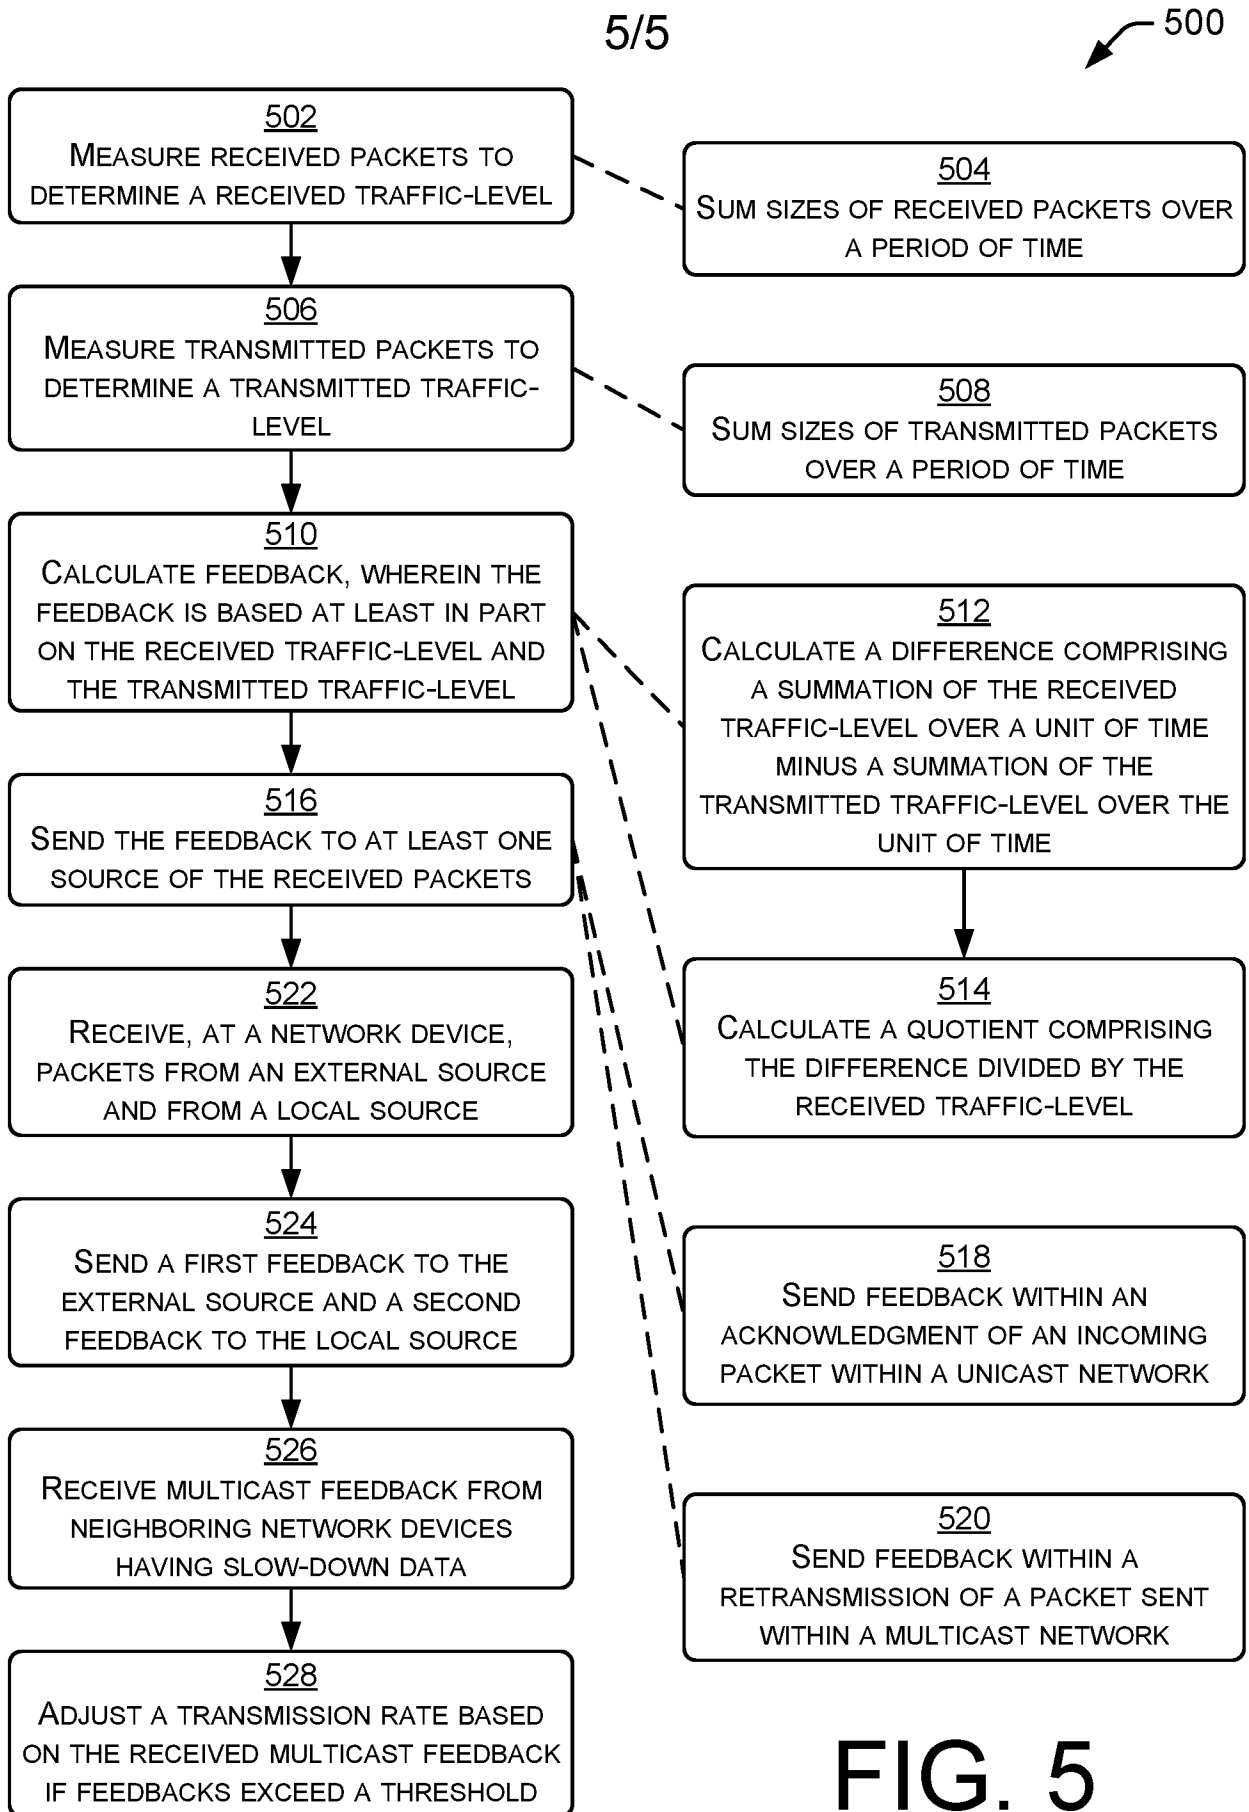 5/5
500
502
MEASURE RECEIVED PACKETS TO
DETERMINE A RECEIVED TRAFFIC-LEVEL
504
SUM SIZES OF RECEIVED PACKETS OVER
A PERIOD OF TIME
506
MEASURE TRANSMITTED PACKETS TO
DETERMINE A TRANSMITTED TRAFFIC-
LEVEL
508
SUM SIZES OF TRANSMITTED PACKETS
OVER A PERIOD OF TIME
510
CALCULATE FEEDBACK, WHEREIN THE
FEEDBACK IS BASED AT LEAST IN PART
ON THE RECEIVED TRAFFIC-LEVEL AND
THE TRANSMITTED TRAFFIC-LEVEL
512
CALCULATE A DIFFERENCE COMPRISING
A SUMMATION OF THE RECEIVED
TRAFFIC-LEVEL OVER A UNIT OF TIME
MINUS A SUMMATION OF THE
TRANSMITTED TRAFFIC-LEVEL OVER THE
UNIT OF TIME
514
CALCULATE A QUOTIENT COMPRISING
THE DIFFERENCE DIVIDED BY THE
RECEIVED TRAFFIC-LEVEL
516
SEND THE FEEDBACK TO AT LEAST ONE
SOURCE OF THE RECEIVED PACKETS
518
SEND FEEDBACK WITHIN AN
ACKNOWLEDGMENT OF AN INCOMING
PACKET WITHIN A UNICAST NETWORK
520
SEND FEEDBACK WITHIN A
RETRANSMISSION OF A PACKET SENT
WITHIN A MULTICAST NETWORK
522
RECEIVE, AT A NETWORK DEVICE,
PACKETS FROM AN EXTERNAL SOURCE
AND FROM A LOCAL SOURCE
524
SEND A FIRST FEEDBACK TO THE
EXTERNAL SOURCE AND A SECOND
FEEDBACK TO THE LOCAL SOURCE
526
RECEIVE MULTICAST FEEDBACK FROM
NEIGHBORING NETWORK DEVICES
HAVING SLOW-DOWN DATA
528
ADJUST A TRANSMISSION RATE BASED
ON THE RECEIVED MULTICAST FEEDBACK
IF FEEDBACKS EXCEED A THRESHOLD
FIG. 5